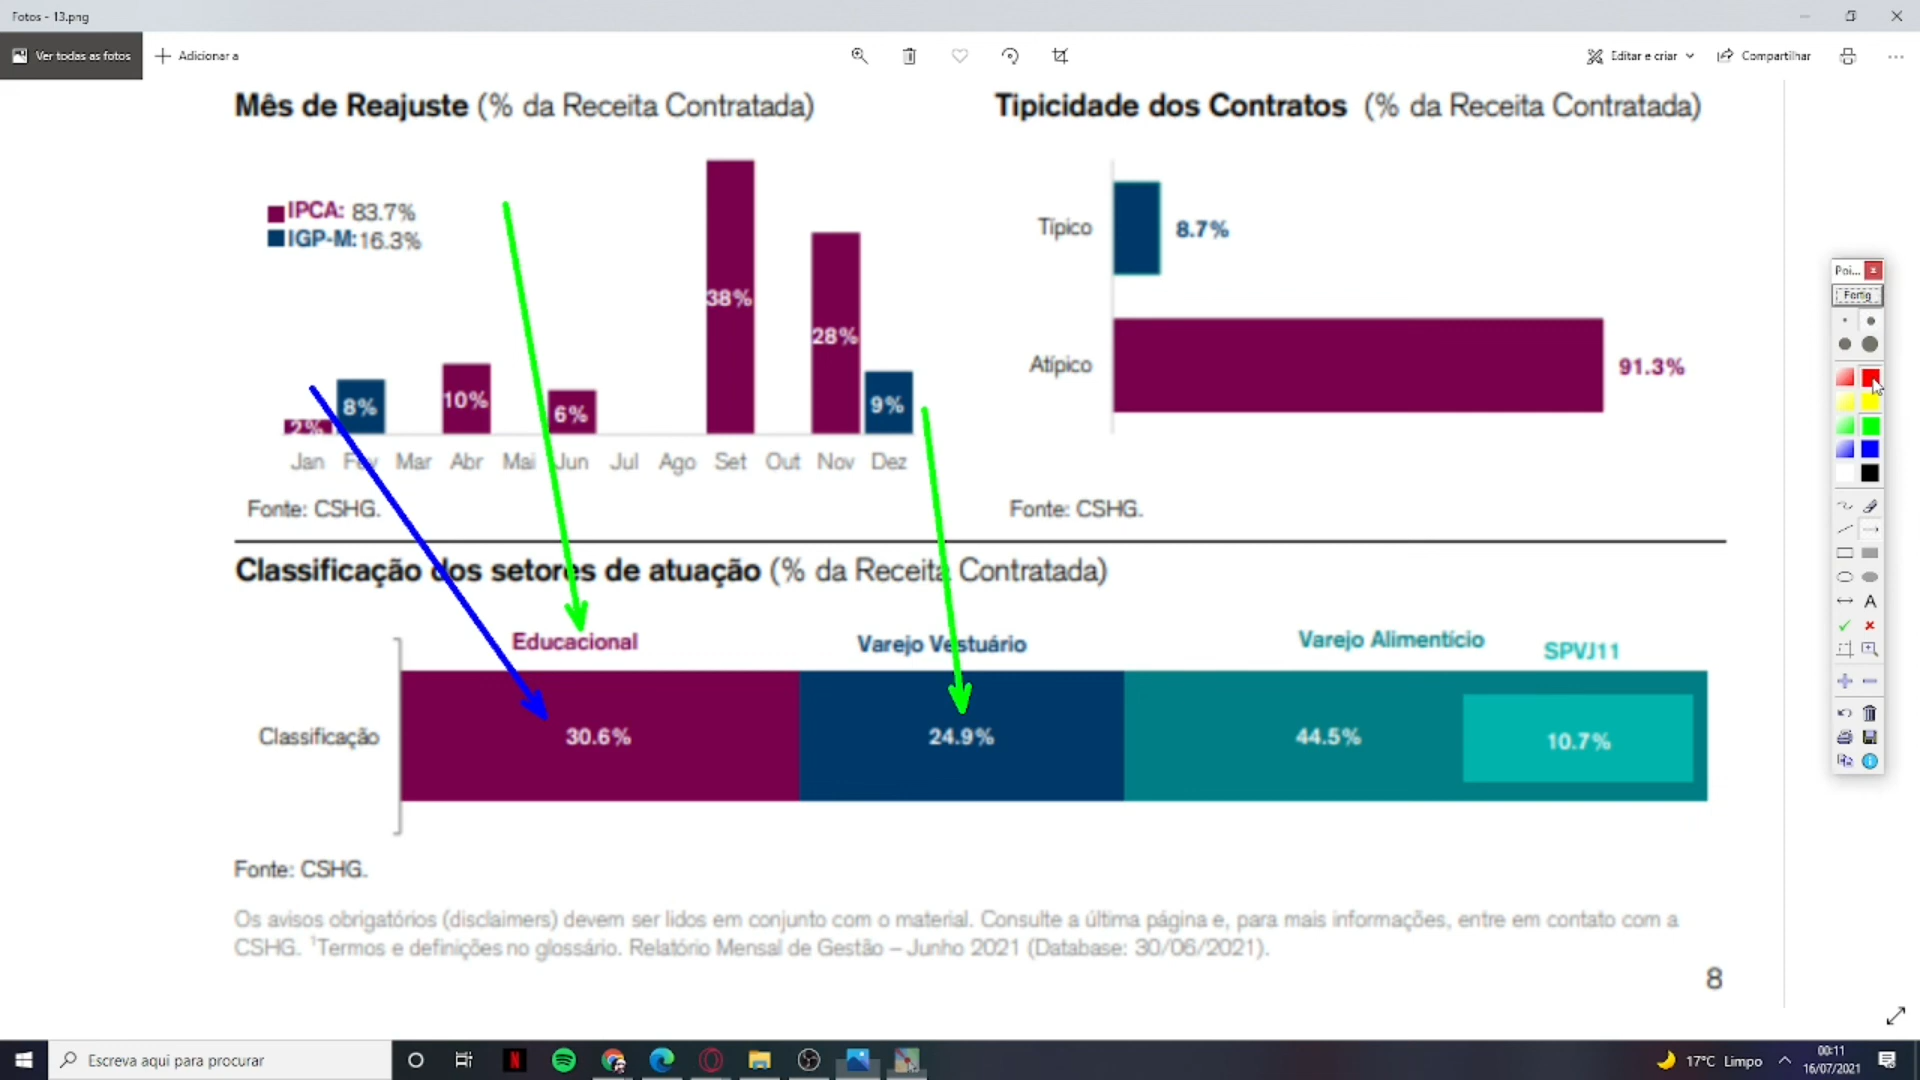 Fotos - 13.png
Ver todas as fotos
Adicionar a
Editar e criar
Compartilhar
Mês de Reajuste (% da Receita Contratada)
IPCA: 83.7%
IGP-M: 16.3%
2%
8%
10%
6%
38%
28%
9%
Jan Fev Mar Abr Mai Jun Jul Ago Set Out Nov Dez
Fonte: CSHG.
Tipicidade dos Contratos (% da Receita Contratada)
Típico
8.7%
Atípico
91.3%
Fonte: CSHG.
Classificação dos setores de atuação (% da Receita Contratada)
Educacional
Varejo Vestuário
Varejo Alimentício
SPVJ11
Classificação
30.6%
24.9%
44.5%
10.7%
Fonte: CSHG.
Os avisos obrigatórios (disclaimers) devem ser lidos em conjunto com o material. Consulte a última página e, para mais informações, entre em contato com a
CSHG. ¹Termos e definições no glossário. Relatório Mensal de Gestão – Junho 2021 (Database: 30/06/2021).
8
Poi...
Fertig
A
Escreva aqui para procurar
17°C Limpo
00:11
16/07/2021